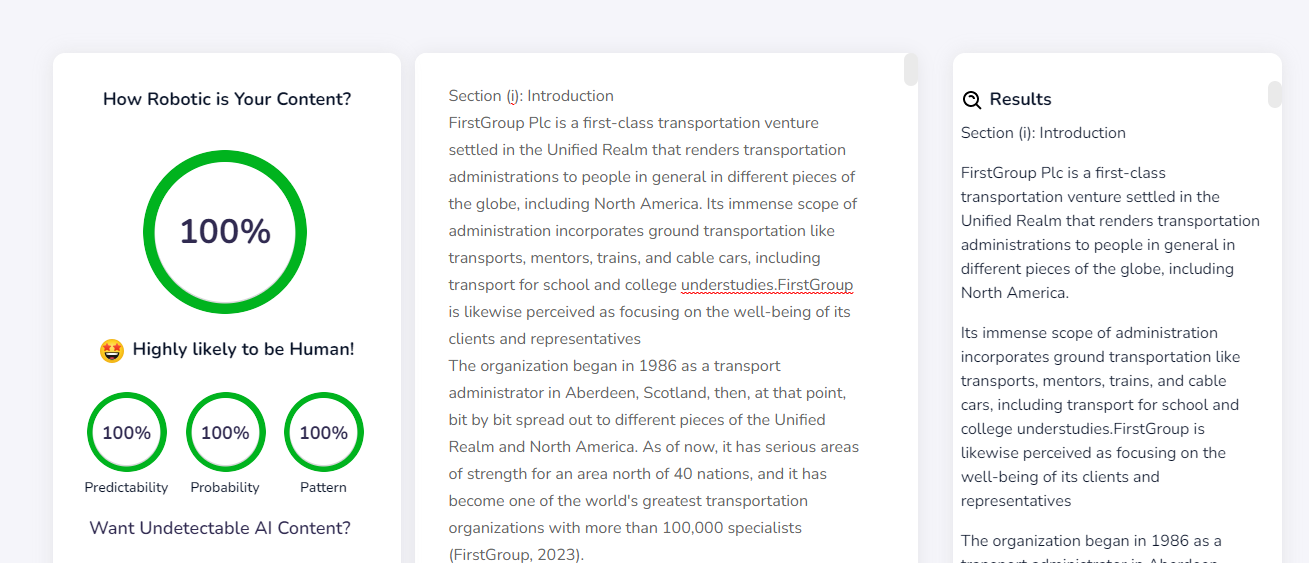 How Robotic is Your Content?
100%
Highly likely to be Human!
100%
100%
100%
Predictability
Probability
Pattern
Want Undetectable AI Content?
Section (i): Introduction
FirstGroup Plc is a first-class transportation venture
settled in the Unified Realm that renders transportation
administrations to people in general in different pieces of
the globe, including North America. Its immense scope of
administration incorporates ground transportation like
transports, mentors, trains, and cable cars, including
transport for school and college understudies.FirstGroup
is likewise perceived as focusing on the well-being of its
clients and representatives
The organization began in 1986 as a transport
administrator in Aberdeen, Scotland, then, at that point,
bit by bit spread out to different pieces of the Unified
Realm and North America. As of now, it has serious areas
of strength for an area north of 40 nations, and it has
become one of the world's greatest transportation
organizations with more than 100,000 specialists
(FirstGroup, 2023).
Results
Section (i): Introduction
FirstGroup Plc is a first-class
transportation venture settled in the
Unified Realm that renders transportation
administrations to people in general in
different pieces of the globe, including
North America.
Its immense scope of administration
incorporates ground transportation like
transports, mentors, trains, and cable
cars, including transport for school and
college understudies.FirstGroup is
likewise perceived as focusing on the
well-being of its clients and
representatives
The organization began in 1986 as a
transport administrator in Aberdeen,